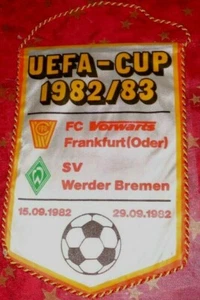 UEFA-CUP
1982/83
FC Vorwärts
Frankfurt(Oder)
SV
Werder Bremen
15.09.1982 29.09.1982